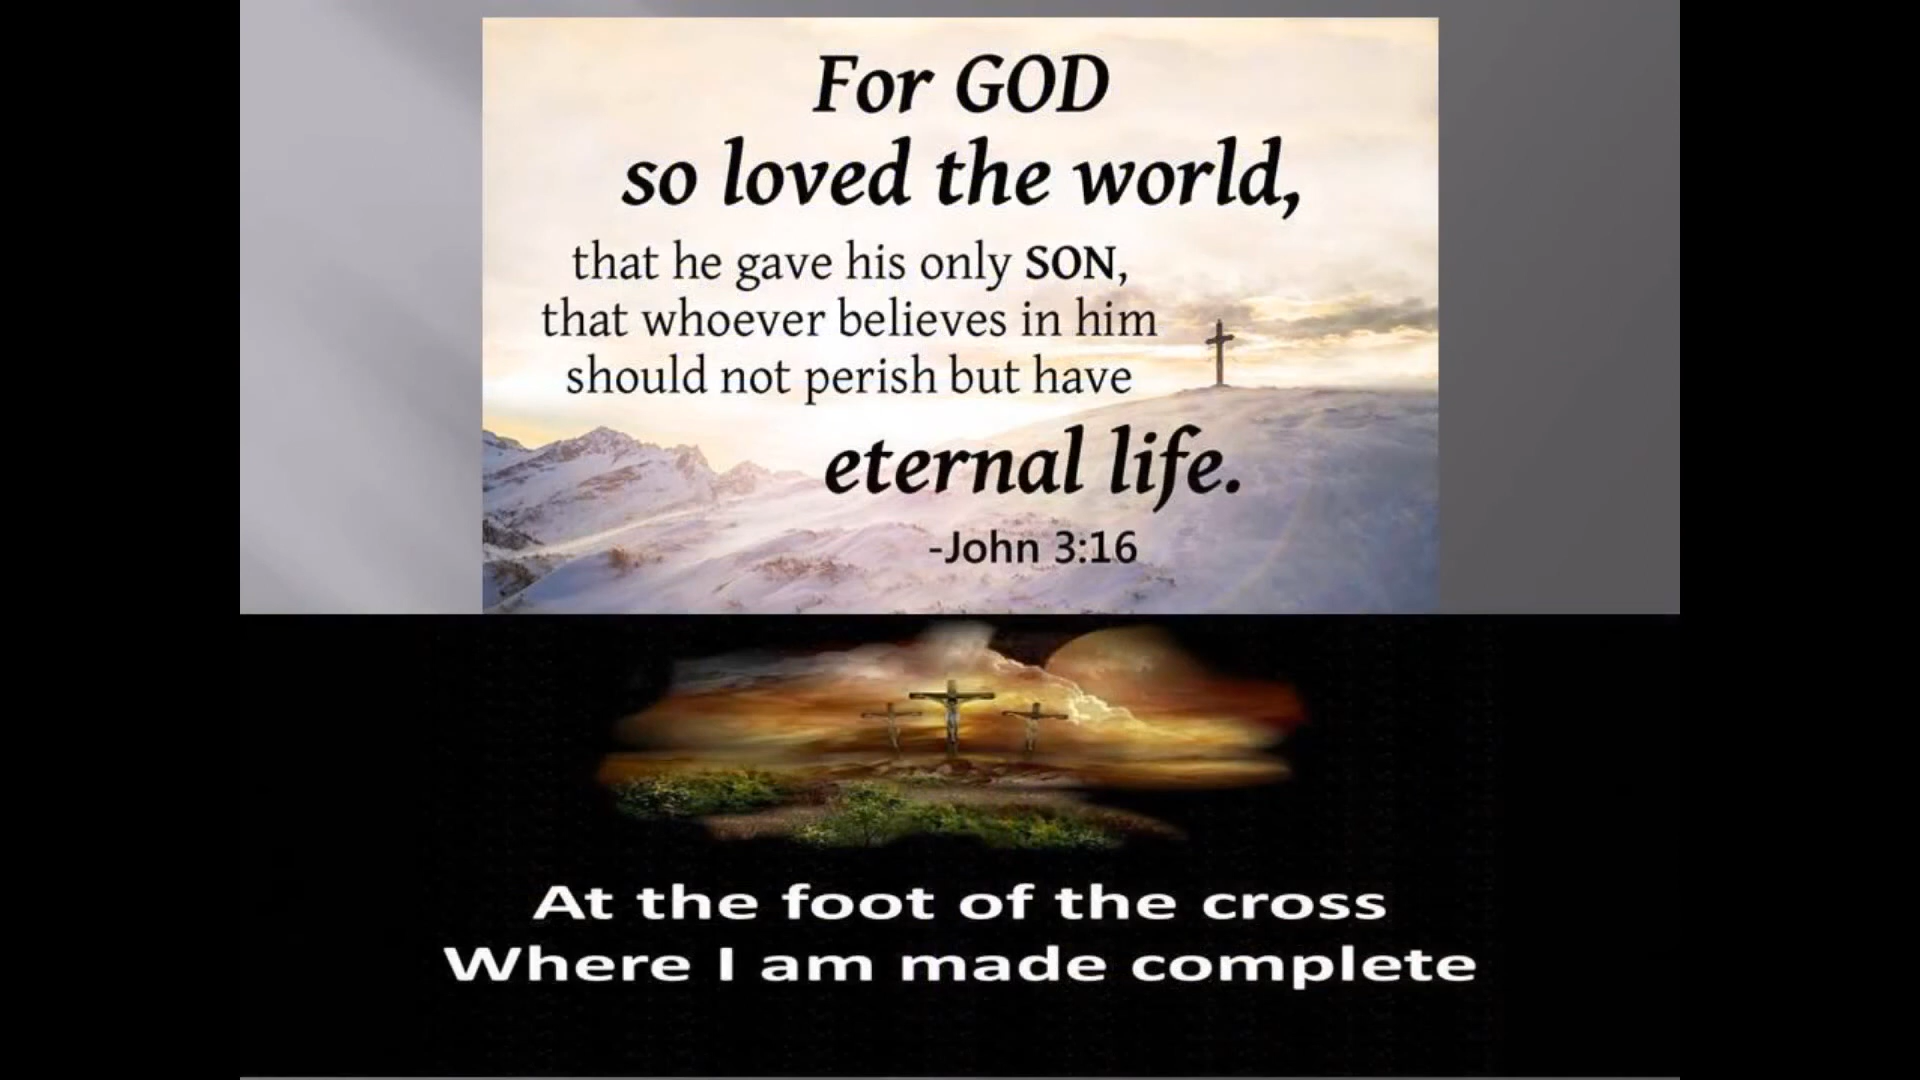 For GOD
so loved the world,
that he gave his only SON,
that whoever believes in him
should not perish but have
eternal life.
-John 3:16
At the foot of the cross
Where I am made complete